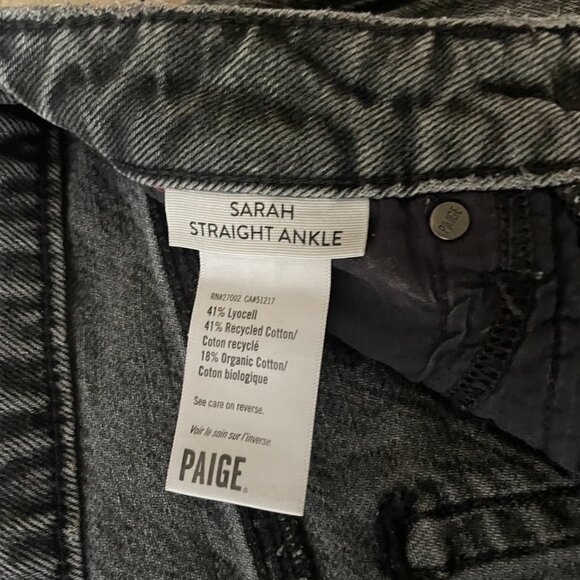 SARAH
STRAIGHT ANKLE
PAIGE
RN#27002 CA#51217
41% Lyocell
41% Recycled Cotton/
Coton recyclé
18% Organic Cotton/
Coton biologique
See care on reverse.
Voir le soin sur l'inverse.
PAIGE®